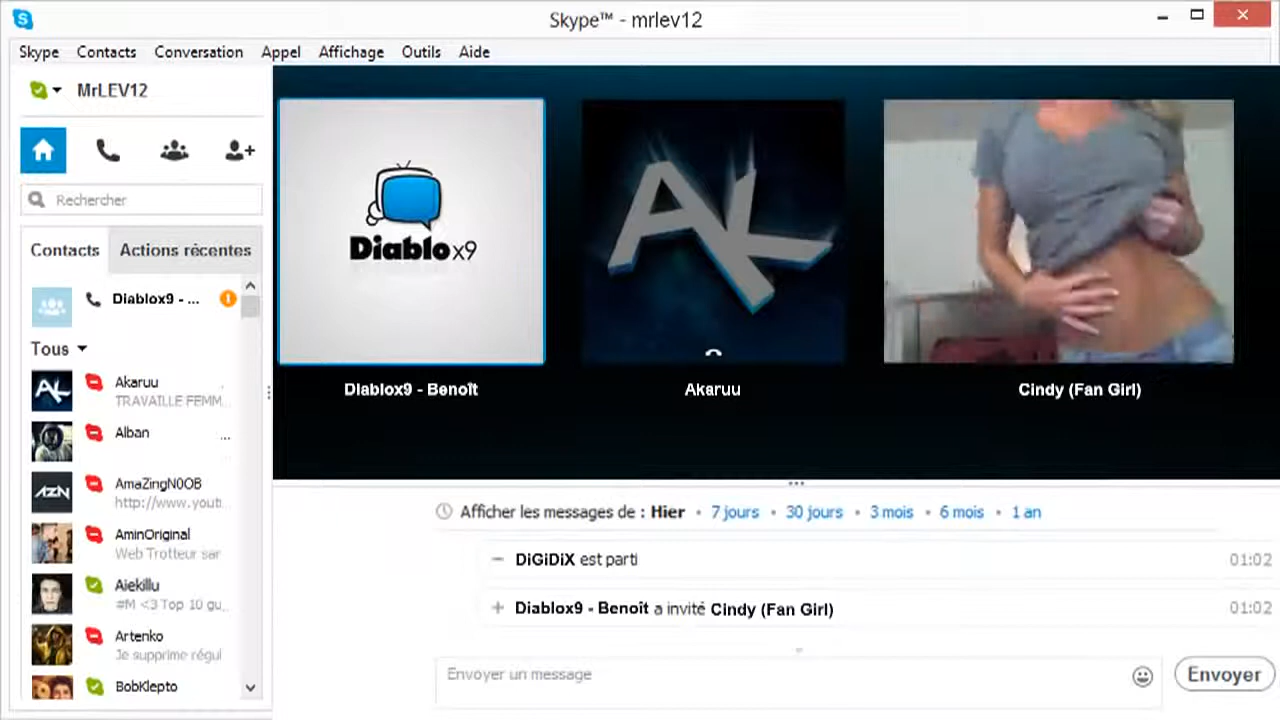 Skype™ - mrlev12
Skype Contacts Conversation Appel Affichage Outils Aide
MrLEV12
Rechercher
Contacts Actions récentes
Diablox9 - ...
Tous
Akaruu
TRAVAILLE FEMM...
Alban ...
AmaZingN0OB
http://www.yout
AminOriginal
Web Trotteur sar
Aiekillu
#M <3 Top 10 gu...
Artenko
Je supprime régul
BobKlepto
Diablox9
AK
AZN
Diablox9 - Benoît
Akaruu
Cindy (Fan Girl)
Afficher les messages de : Hier • 7 jours • 30 jours • 3 mois • 6 mois • 1 an
DiGiDiX est parti 01:02
Diablox9 - Benoît a invité Cindy (Fan Girl) 01:02
Envoyer un message
Envoyer